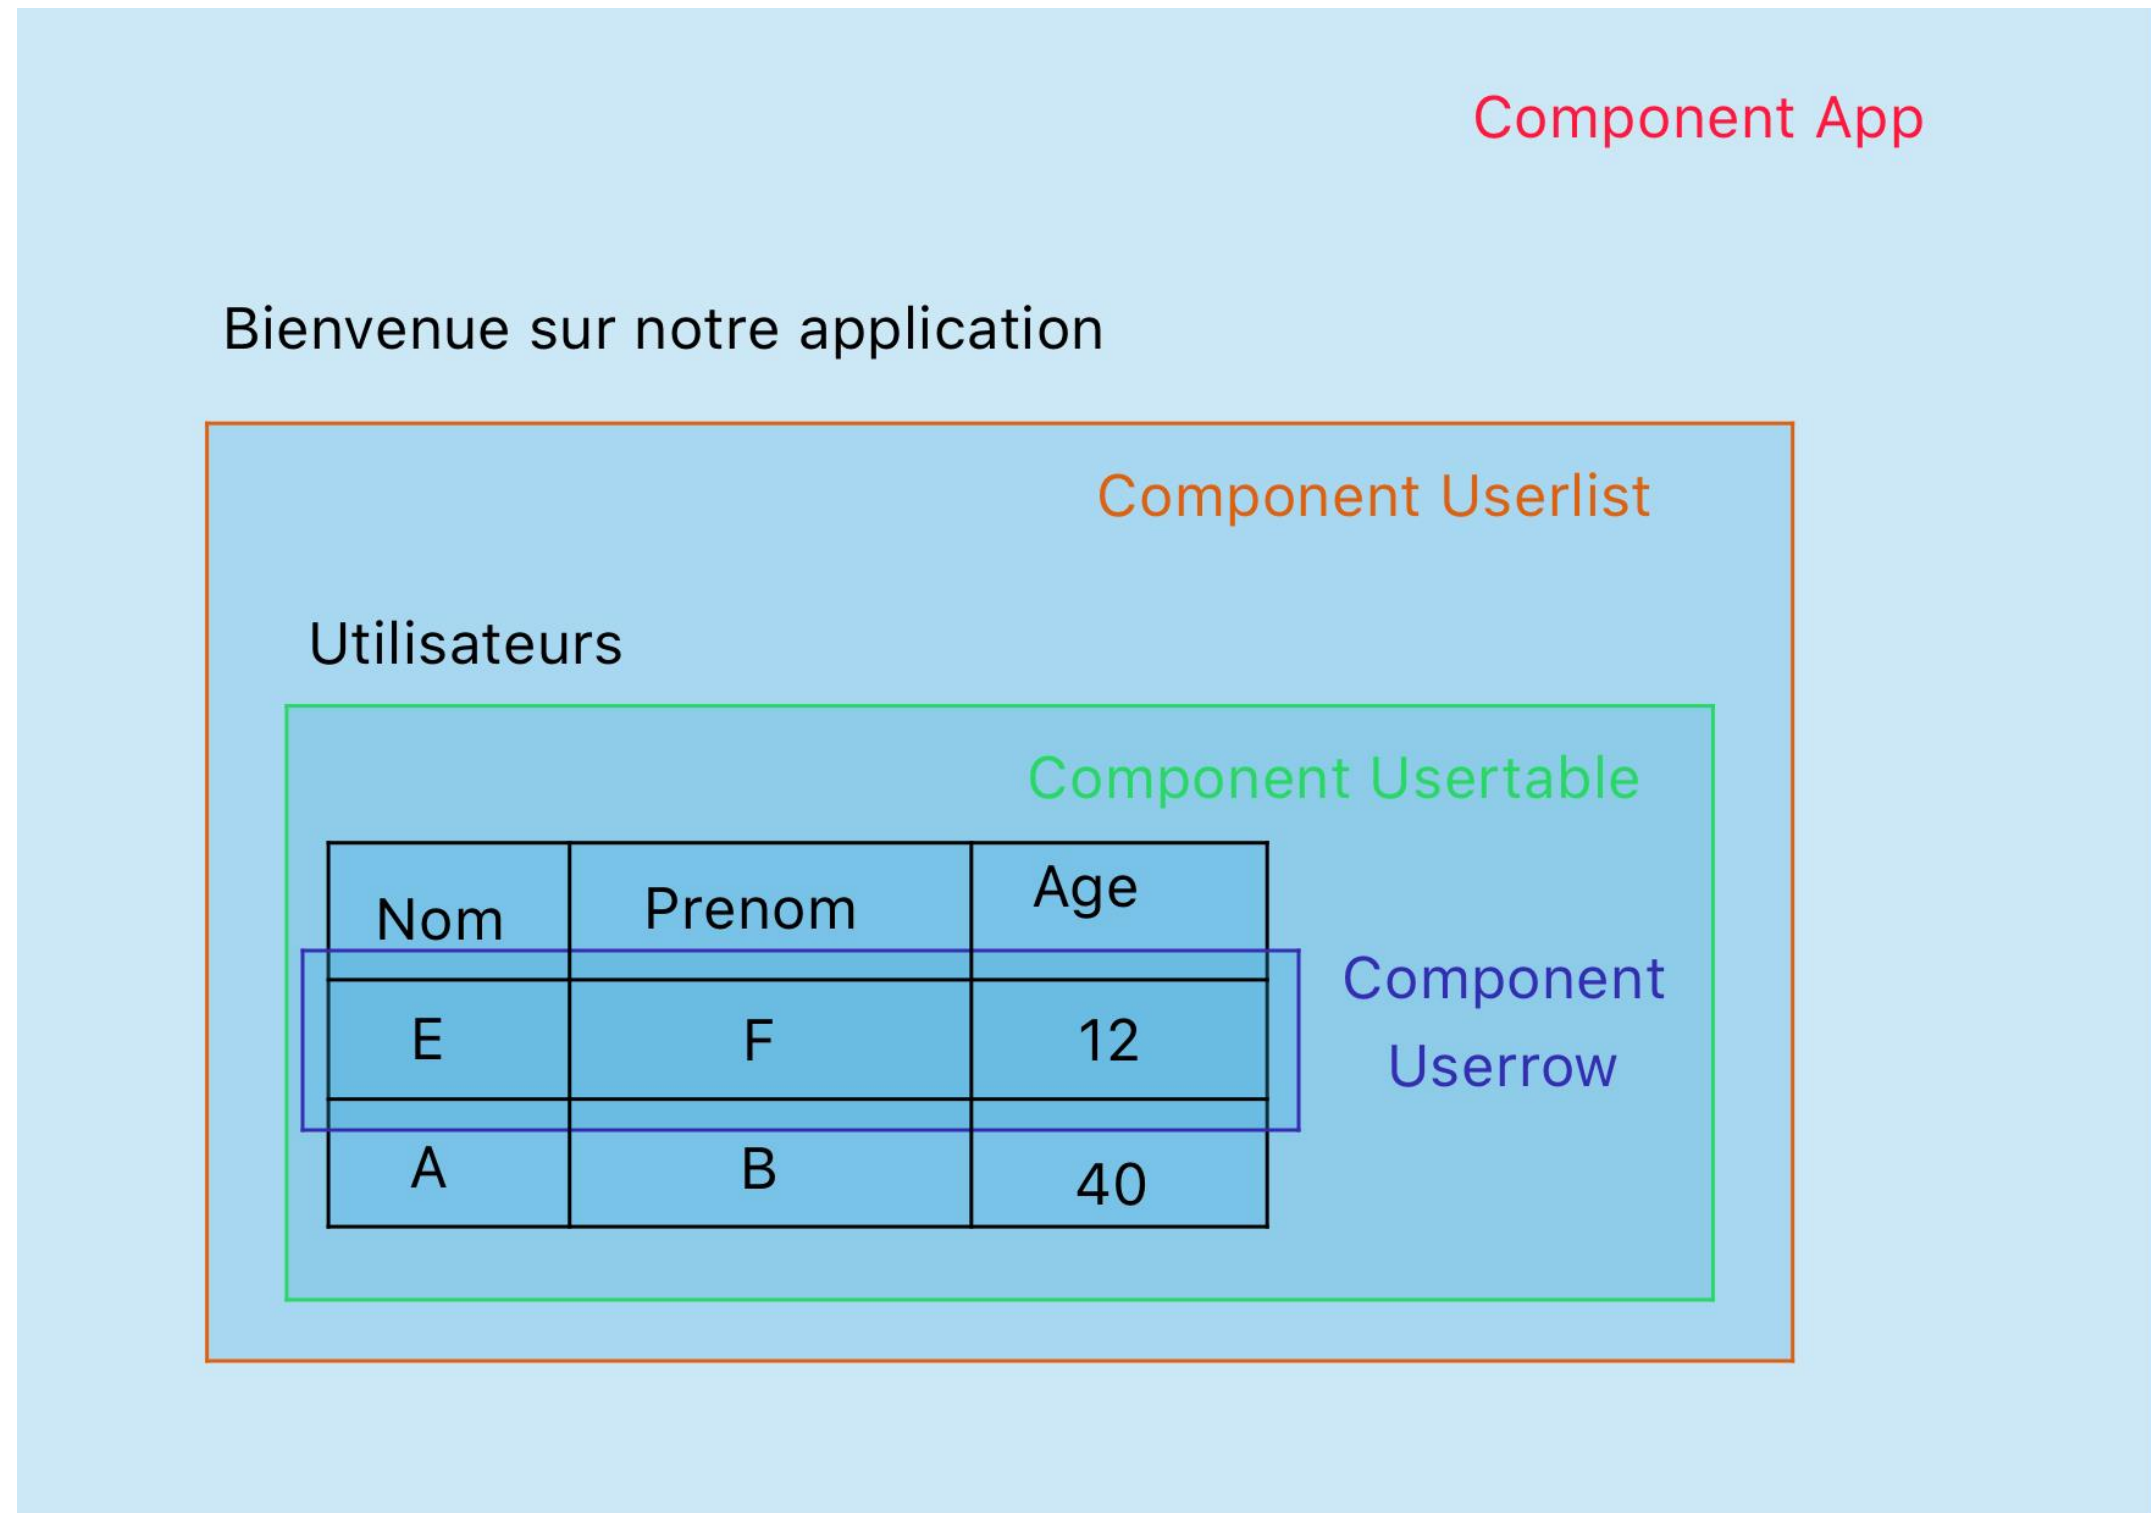 Component App
Bienvenue sur notre application
Component Userlist
Utilisateurs
Component Usertable
Nom Prenom Age
Component
Userrow
E F 12
A B 40